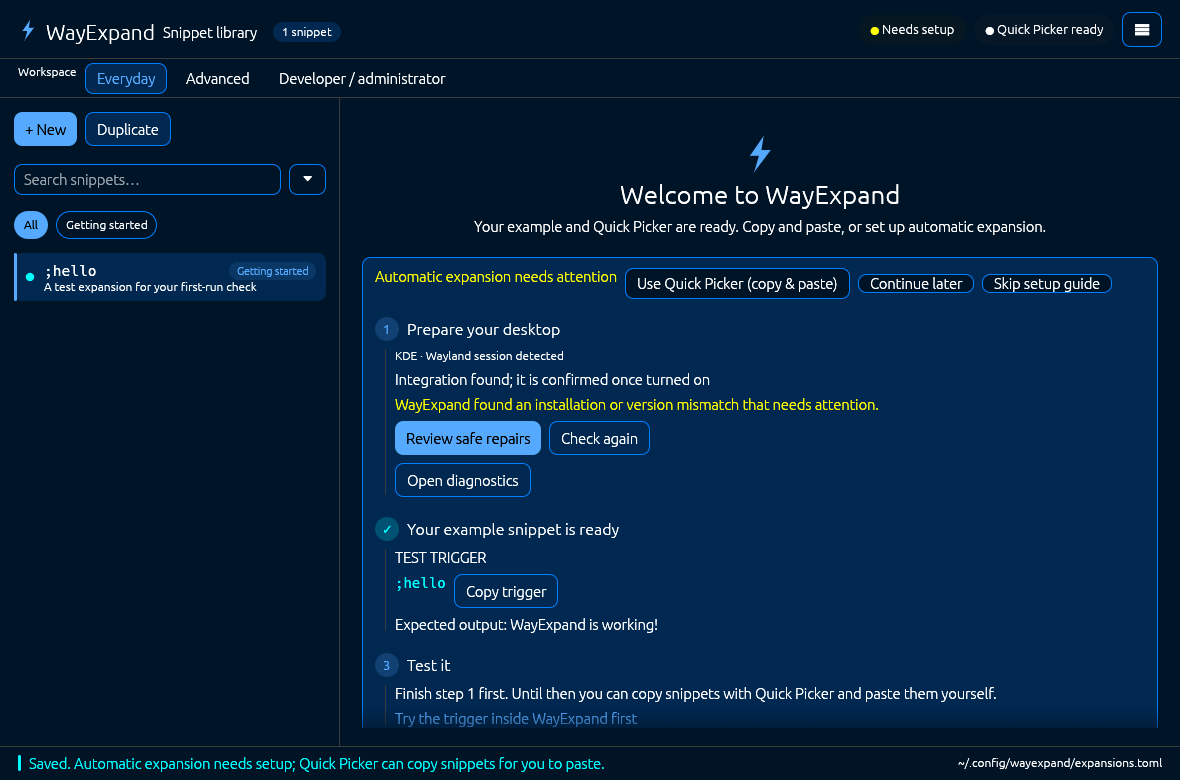 WayExpand Snippet library 1 snippet
Needs setup Quick Picker ready
Workspace Everyday Advanced Developer / administrator
+ New Duplicate
Search snippets…
All Getting started
;hello Getting started
A test expansion for your first-run check
Welcome to WayExpand
Your example and Quick Picker are ready. Copy and paste, or set up automatic expansion.
Automatic expansion needs attention Use Quick Picker (copy & paste) Continue later Skip setup guide
1 Prepare your desktop
KDE · Wayland session detected
Integration found; it is confirmed once turned on
WayExpand found an installation or version mismatch that needs attention.
Review safe repairs Check again
Open diagnostics
✓ Your example snippet is ready
TEST TRIGGER
;hello Copy trigger
Expected output: WayExpand is working!
3 Test it
Finish step 1 first. Until then you can copy snippets with Quick Picker and paste them yourself.
Try the trigger inside WayExpand first
Saved. Automatic expansion needs setup; Quick Picker can copy snippets for you to paste.
~/.config/wayexpand/expansions.toml